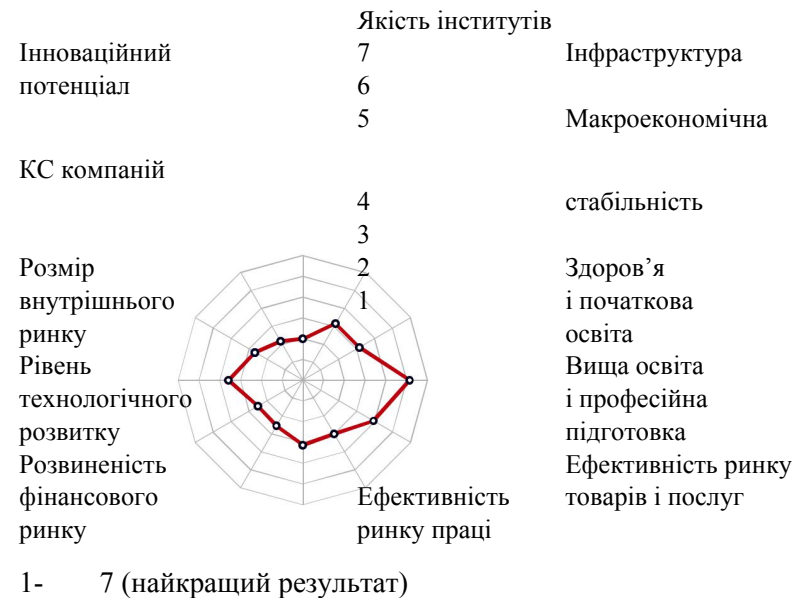 Якість інститутів
Інноваційний 7 Інфраструктура
потенціал 6
5 Макроекономічна
КС компаній
4 стабільність
3
Розмір 2 Здоров’я
внутрішнього 1 і початкова
ринку освіта
Рівень Вища освіта
технологічного і професійна
розвитку підготовка
Розвиненість Ефективність ринку
фінансового Ефективність товарів і послуг
ринку ринку праці
1- 7 (найкращий результат)